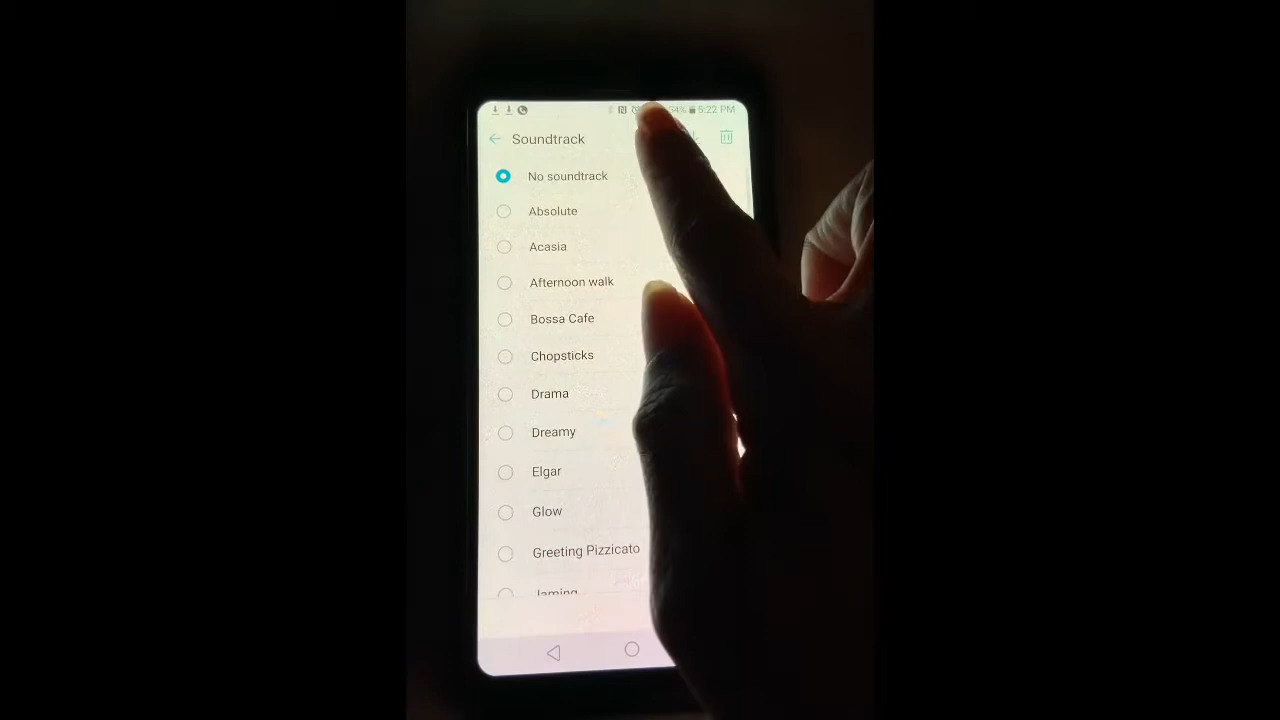 54% 5:22 PM
Soundtrack
No soundtrack
Absolute
Acasia
Afternoon walk
Bossa Cafe
Chopsticks
Drama
Dreamy
Elgar
Glow
Greeting Pizzicato
Jaming